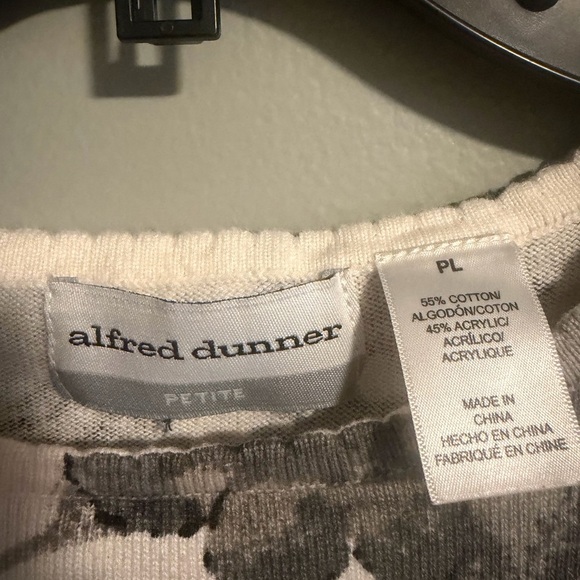 alfred dunner
PETITE
PL
55% COTTON/
ALGODÓN/COTON
45% ACRYLIC/
ACRÍLICO/
ACRYLIQUE
MADE IN
CHINA
HECHO EN CHINA
FABRIQUÉ EN CHINE